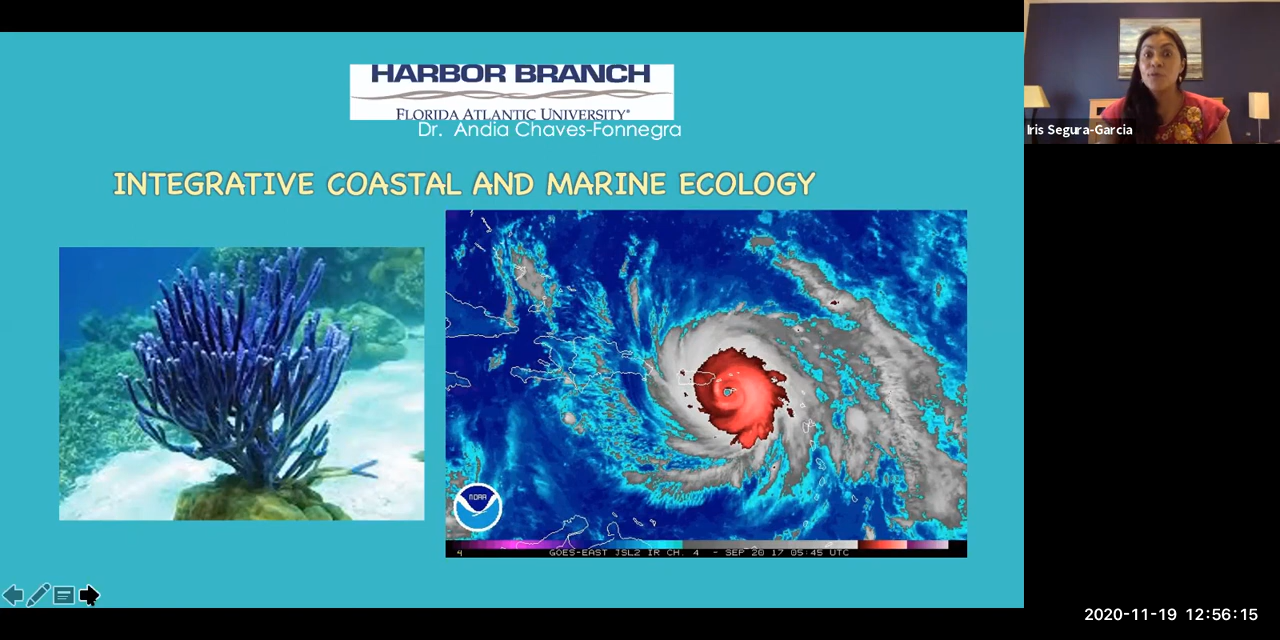 HARBOR BRANCH
FLORIDA ATLANTIC UNIVERSITY®
Dr. Andia Chaves-Fonnegra
INTEGRATIVE COASTAL AND MARINE ECOLOGY
Iris Segura-Garcia
NOAA
4 GOES-EAST JSL2 IR CH. 4 - SEP 20 17 05:45 UTC
2020-11-19 12:56:15